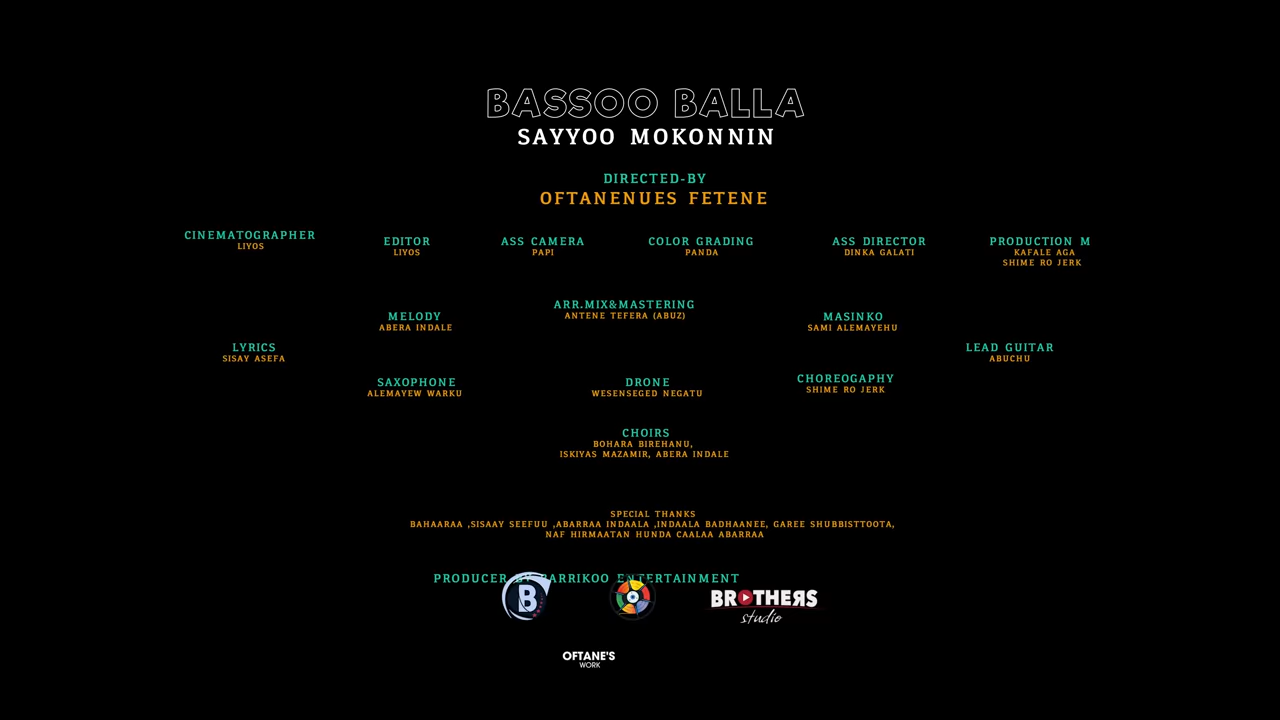 BASSOO BALLA
SAYYOO MOKONNIN
DIRECTED-BY
OFTANENUES FETENE
CINEMATOGRAPHER
LIYOS
EDITOR
LIYOS
ASS CAMERA
PAPI
COLOR GRADING
PANDA
ASS DIRECTOR
DINKA GALATI
PRODUCTION M
KAFALE AGA
SHIME RO JERK
ARR.MIX&MASTERING
ANTENE TEFERA (ABUZ)
MELODY
ABERA INDALE
MASINKO
SAMI ALEMAYEHU
LYRICS
SISAY ASEFA
LEAD GUITAR
ABUCHU
SAXOPHONE
ALEMAYEW WARKU
DRONE
WESENSEGED NEGATU
CHOREOGAPHY
SHIME RO JERK
CHOIRS
BOHARA BIREHANU,
ISKIYAS MAZAMIR, ABERA INDALE
SPECIAL THANKS
BAHAARAA ,SISAAY SEEFUU ,ABARRAA INDAALA ,INDAALA BADHAANEE, GAREE SHUBBISTTOOTA,
NAF HIRMAATAN HUNDA CAALAA ABARRAA
PRODUCER BY BARRIKOO ENTERTAINMENT
B
BROTHERS
studio
OFTANE'S
WORK